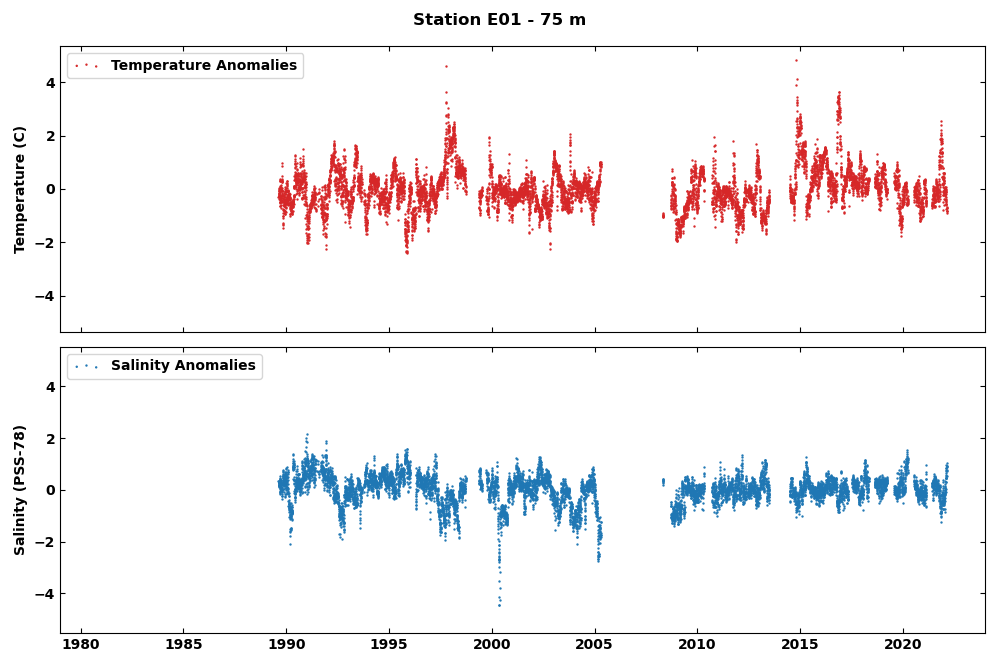 Station E01 - 75 m
Temperature Anomalies
Temperature (C)
4
2
0
−2
−4
Salinity Anomalies
Salinity (PSS-78)
4
2
0
−2
−4
1980 1985 1990 1995 2000 2005 2010 2015 2020